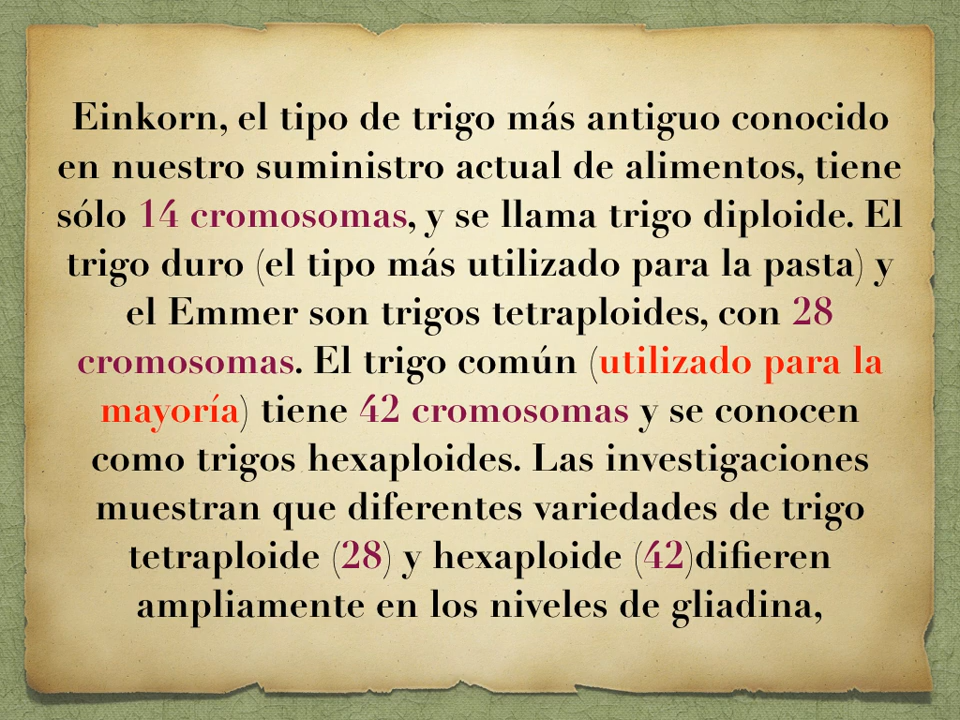 Einkorn, el tipo de trigo más antiguo conocido
en nuestro suministro actual de alimentos, tiene
sólo 14 cromosomas, y se llama trigo diploide. El
trigo duro (el tipo más utilizado para la pasta) y
el Emmer son trigos tetraploides, con 28
cromosomas. El trigo común (utilizado para la
mayoría) tiene 42 cromosomas y se conocen
como trigos hexaploides. Las investigaciones
muestran que diferentes variedades de trigo
tetraploide (28) y hexaploide (42)difieren
ampliamente en los niveles de gliadina,